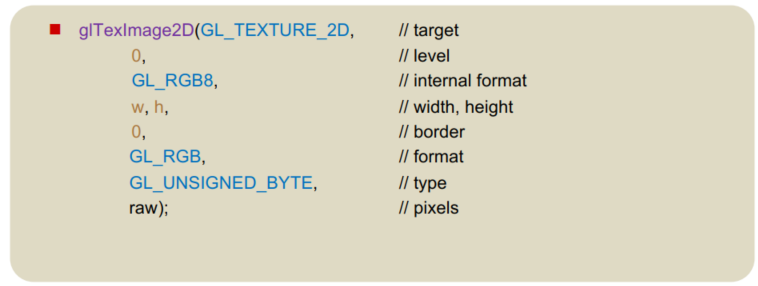 glTexImage2D(GL_TEXTURE_2D, // target
0, // level
GL_RGB8, // internal format
w, h, // width, height
0, // border
GL_RGB, // format
GL_UNSIGNED_BYTE, // type
raw); // pixels